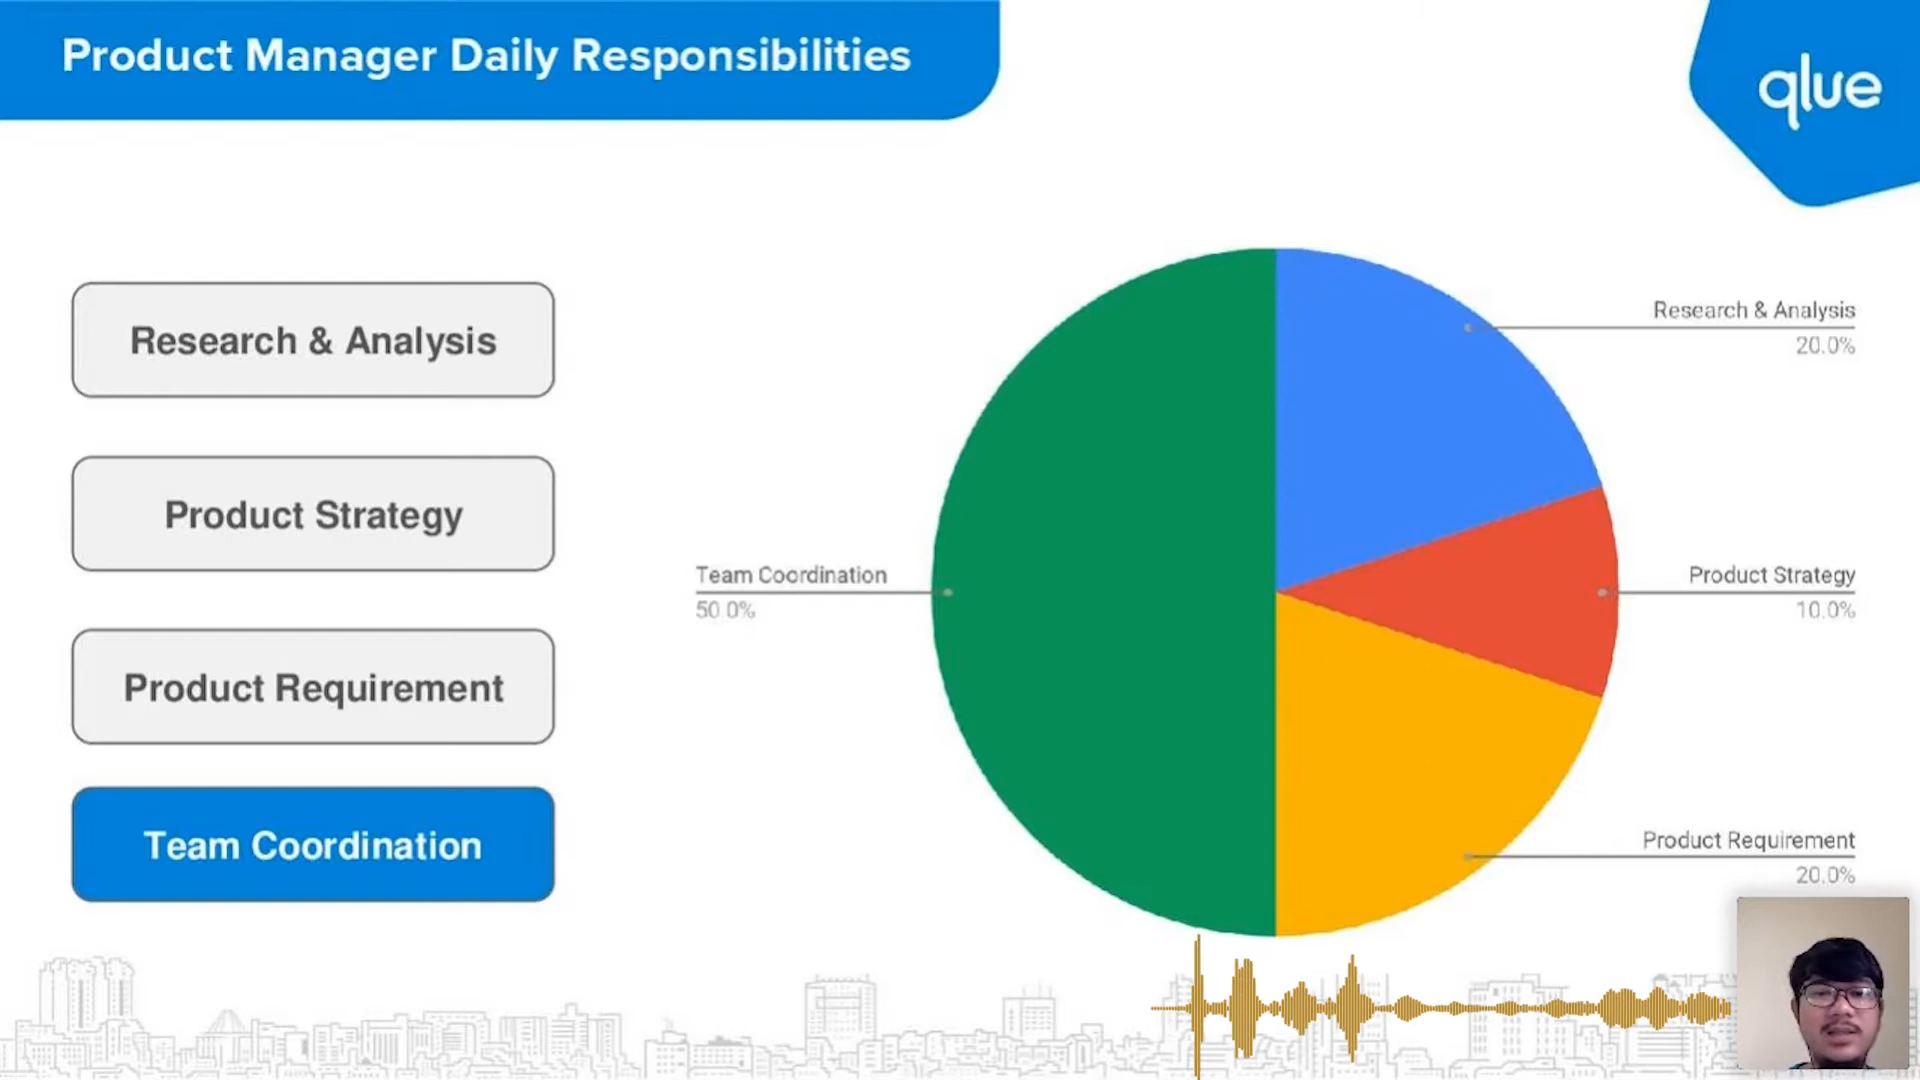 Product Manager Daily Responsibilities
qlue
Research & Analysis
Product Strategy
Product Requirement
Team Coordination
Research & Analysis
20.0%
Team Coordination
50.0%
Product Strategy
10.0%
Product Requirement
20.0%